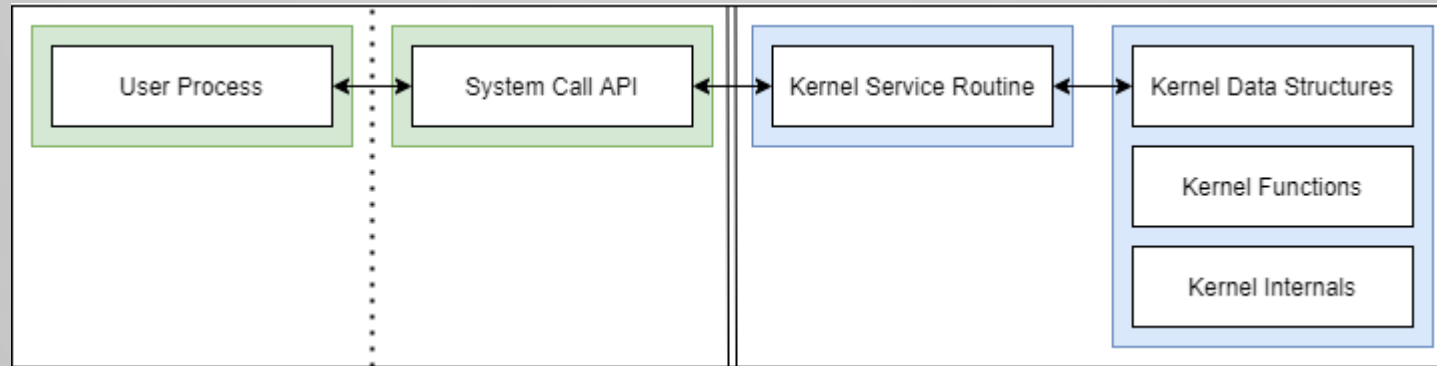 User Process
System Call API
Kernel Service Routine
Kernel Data Structures
Kernel Functions
Kernel Internals